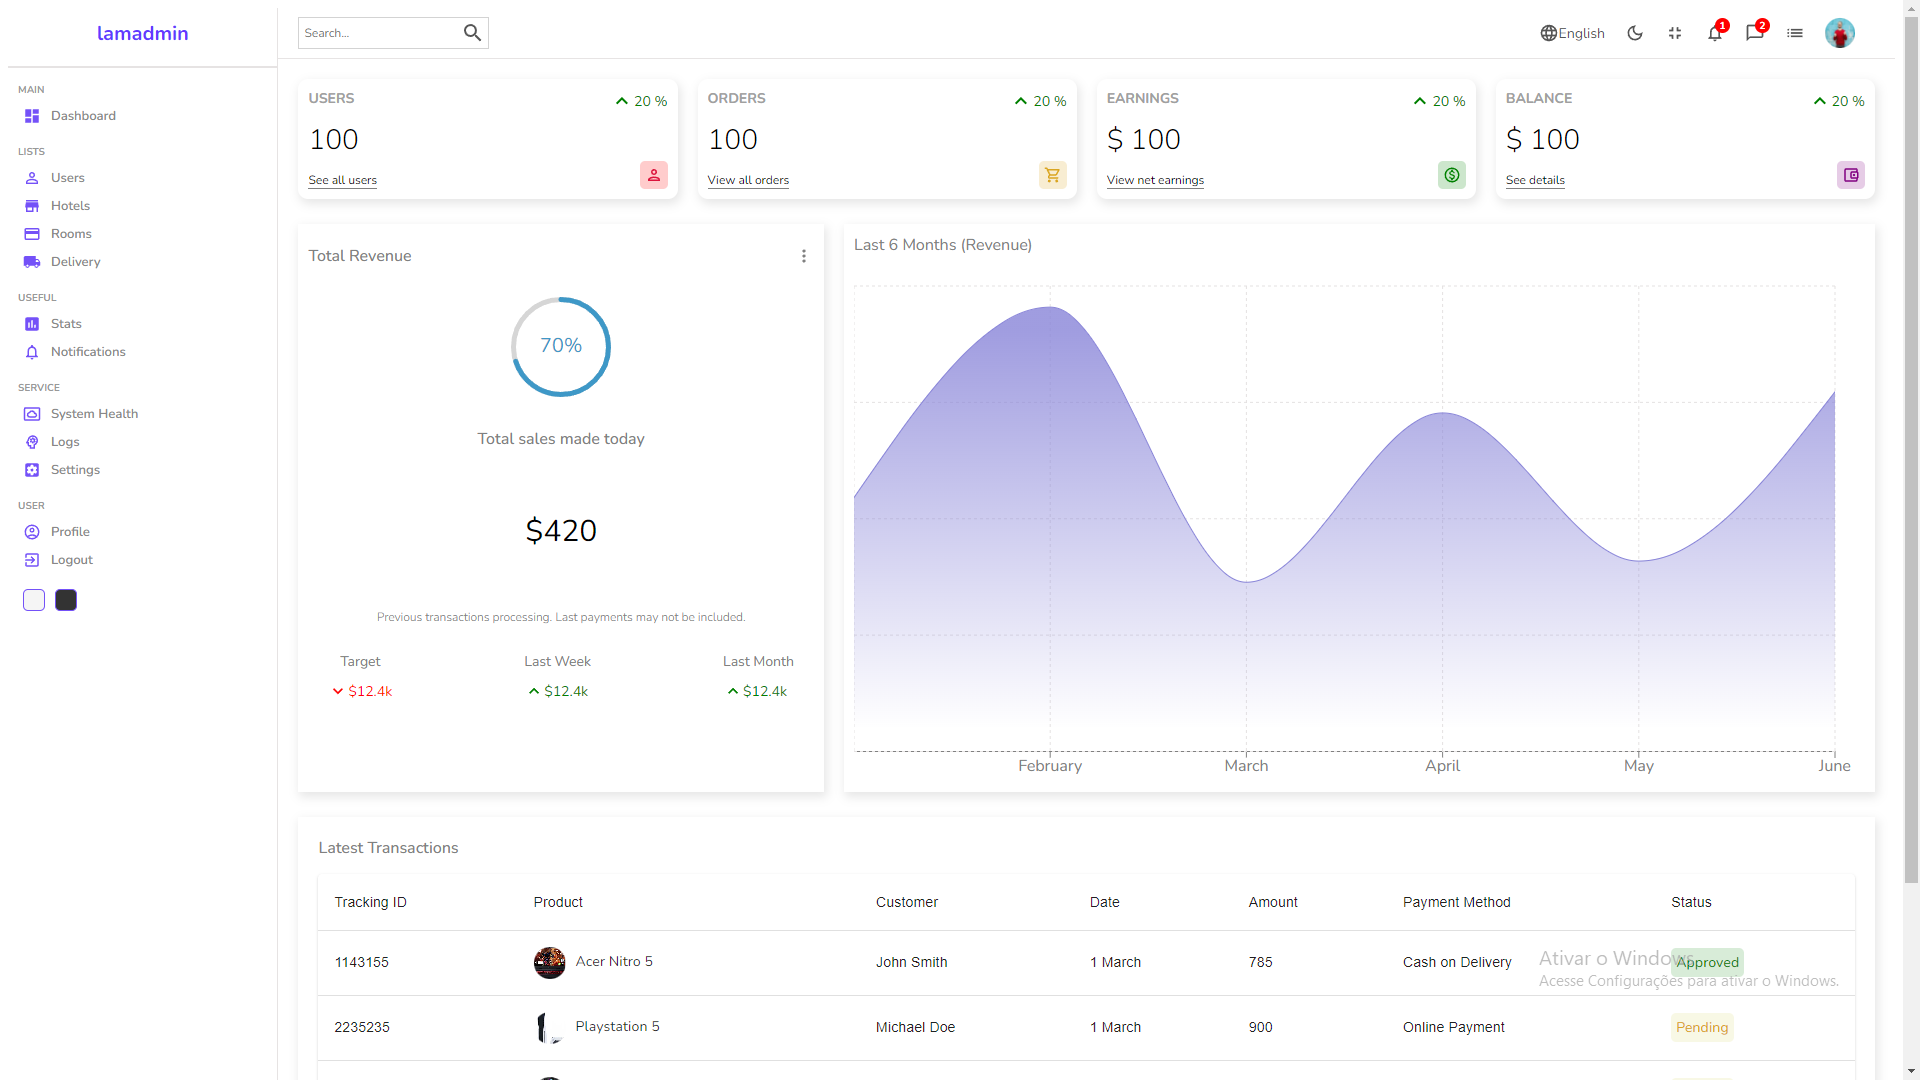 lamadmin
Search...
English
1
2
MAIN
Dashboard
LISTS
Users
Hotels
Rooms
Delivery
USEFUL
Stats
Notifications
SERVICE
System Health
Logs
Settings
USER
Profile
Logout
USERS
20 %
100
See all users
ORDERS
20 %
100
View all orders
EARNINGS
20 %
$ 100
View net earnings
BALANCE
20 %
$ 100
See details
Total Revenue
70%
Total sales made today
$420
Previous transactions processing. Last payments may not be included.
Target
$12.4k
Last Week
$12.4k
Last Month
$12.4k
Last 6 Months (Revenue)
February March April May June
Latest Transactions
Tracking ID Product Customer Date Amount Payment Method Status
1143155 Acer Nitro 5 John Smith 1 March 785 Cash on Delivery Approved
2235235 Playstation 5 Michael Doe 1 March 900 Online Payment Pending
Ativar o Windows
Acesse Configurações para ativar o Windows.